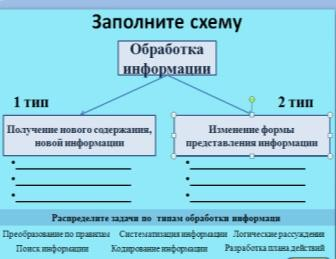 Заполните схему
Обработка
информации
1 тип
2 тип
Получение нового содержания,
новой информации
Изменение формы
представления информации
Распределите задачи по типам обработки информаци
Преобразование по правилам Систематизация информации Логические рассуждения
Поиск информации Кодирование информации Разработка плана действий